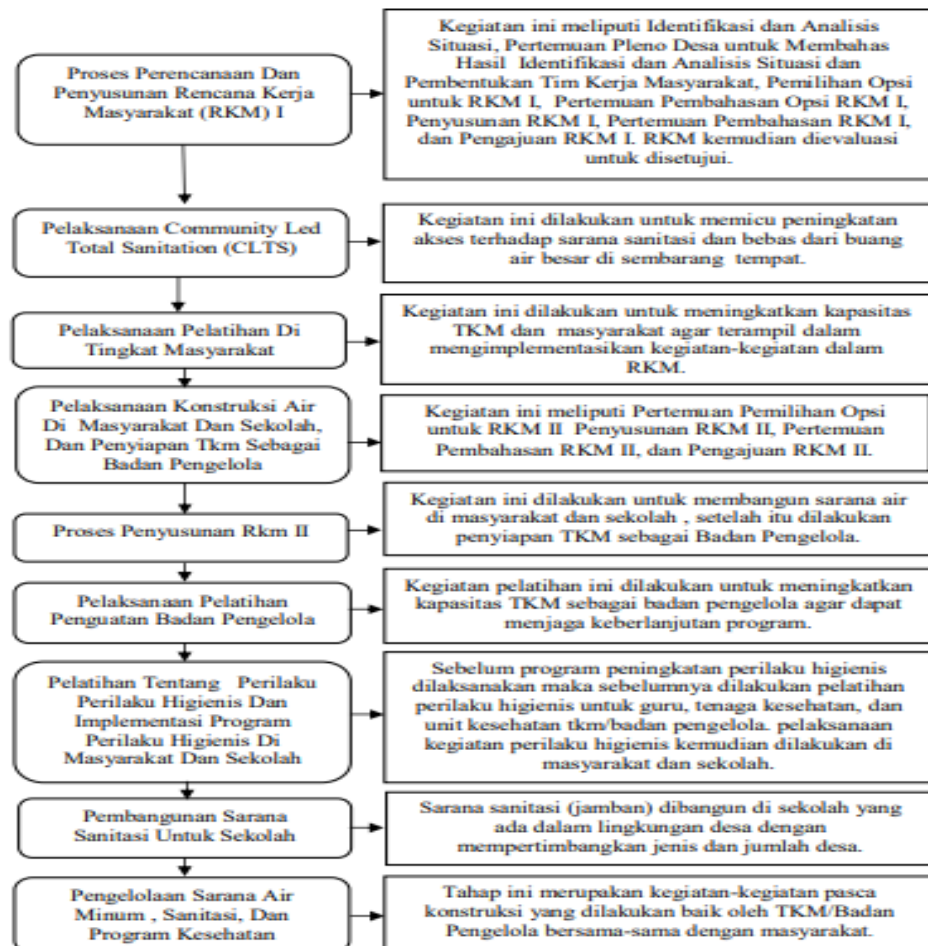 Proses Perencanaan Dan
Penyusunan Rencana Kerja
Masyarakat (RKM) I
Kegiatan ini meliputi Identifikasi dan Analisis
Situasi, Pertemuan Pleno Desa untuk Membahas
Hasil Identifikasi dan Analisis Situasi dan
Pembentukan Tim Kerja Masyarakat, Pemilihan Opsi
untuk RKM I, Pertemuan Pembahasan Opsi RKM I,
Penyusunan RKM I, Pertemuan Pembahasan RKM I,
dan Pengajuan RKM I. RKM kemudian dievaluasi
untuk disetujui.
Pelaksanaan Community Led
Total Sanitation (CLTS)
Kegiatan ini dilakukan untuk memicu peningkatan
akses terhadap sarana sanitasi dan bebas dari buang
air besar di sembarang tempat.
Pelaksanaan Pelatihan Di
Tingkat Masyarakat
Kegiatan ini dilakukan untuk meningkatkan kapasitas
TKM dan masyarakat agar terampil dalam
mengimplementasikan kegiatan-kegiatan dalam
RKM.
Pelaksanaan Konstruksi Air
Di Masyarakat Dan Sekolah,
Dan Penyiapan Tkm Sebagai
Badan Pengelola
Kegiatan ini meliputi Pertemuan Pemilihan Opsi
untuk RKM II Penyusunan RKM II, Pertemuan
Pembahasan RKM II, dan Pengajuan RKM II.
Proses Penyusunan Rkm II
Kegiatan ini dilakukan untuk membangun sarana air
di masyarakat dan sekolah , setelah itu dilakukan
penyiapan TKM sebagai Badan Pengelola.
Pelaksanaan Pelatihan
Penguatan Badan Pengelola
Kegiatan pelatihan ini dilakukan untuk meningkatkan
kapasitas TKM sebagai badan pengelola agar dapat
menjaga keberlanjutan program.
Pelatihan Tentang Perilaku
Perilaku Higienis Dan
Implementasi Program
Perilaku Higienis Di
Masyarakat Dan Sekolah
Sebelum program peningkatan perilaku higienis
dilaksanakan maka sebelumnya dilakukan pelatihan
perilaku higienis untuk guru, tenaga kesehatan, dan
unit kesehatan tkm/badan pengelola. pelaksanaan
kegiatan perilaku higienis kemudian dilakukan di
masyarakat dan sekolah.
Pembangunan Sarana
Sanitasi Untuk Sekolah
Sarana sanitasi (jamban) dibangun di sekolah yang
ada dalam lingkungan desa dengan
mempertimbangkan jenis dan jumlah desa.
Pengelolaan Sarana Air
Minum , Sanitasi, Dan
Program Kesehatan
Tahap ini merupakan kegiatan-kegiatan pasca
konstruksi yang dilakukan baik oleh TKM/Badan
Pengelola bersama-sama dengan masyarakat.